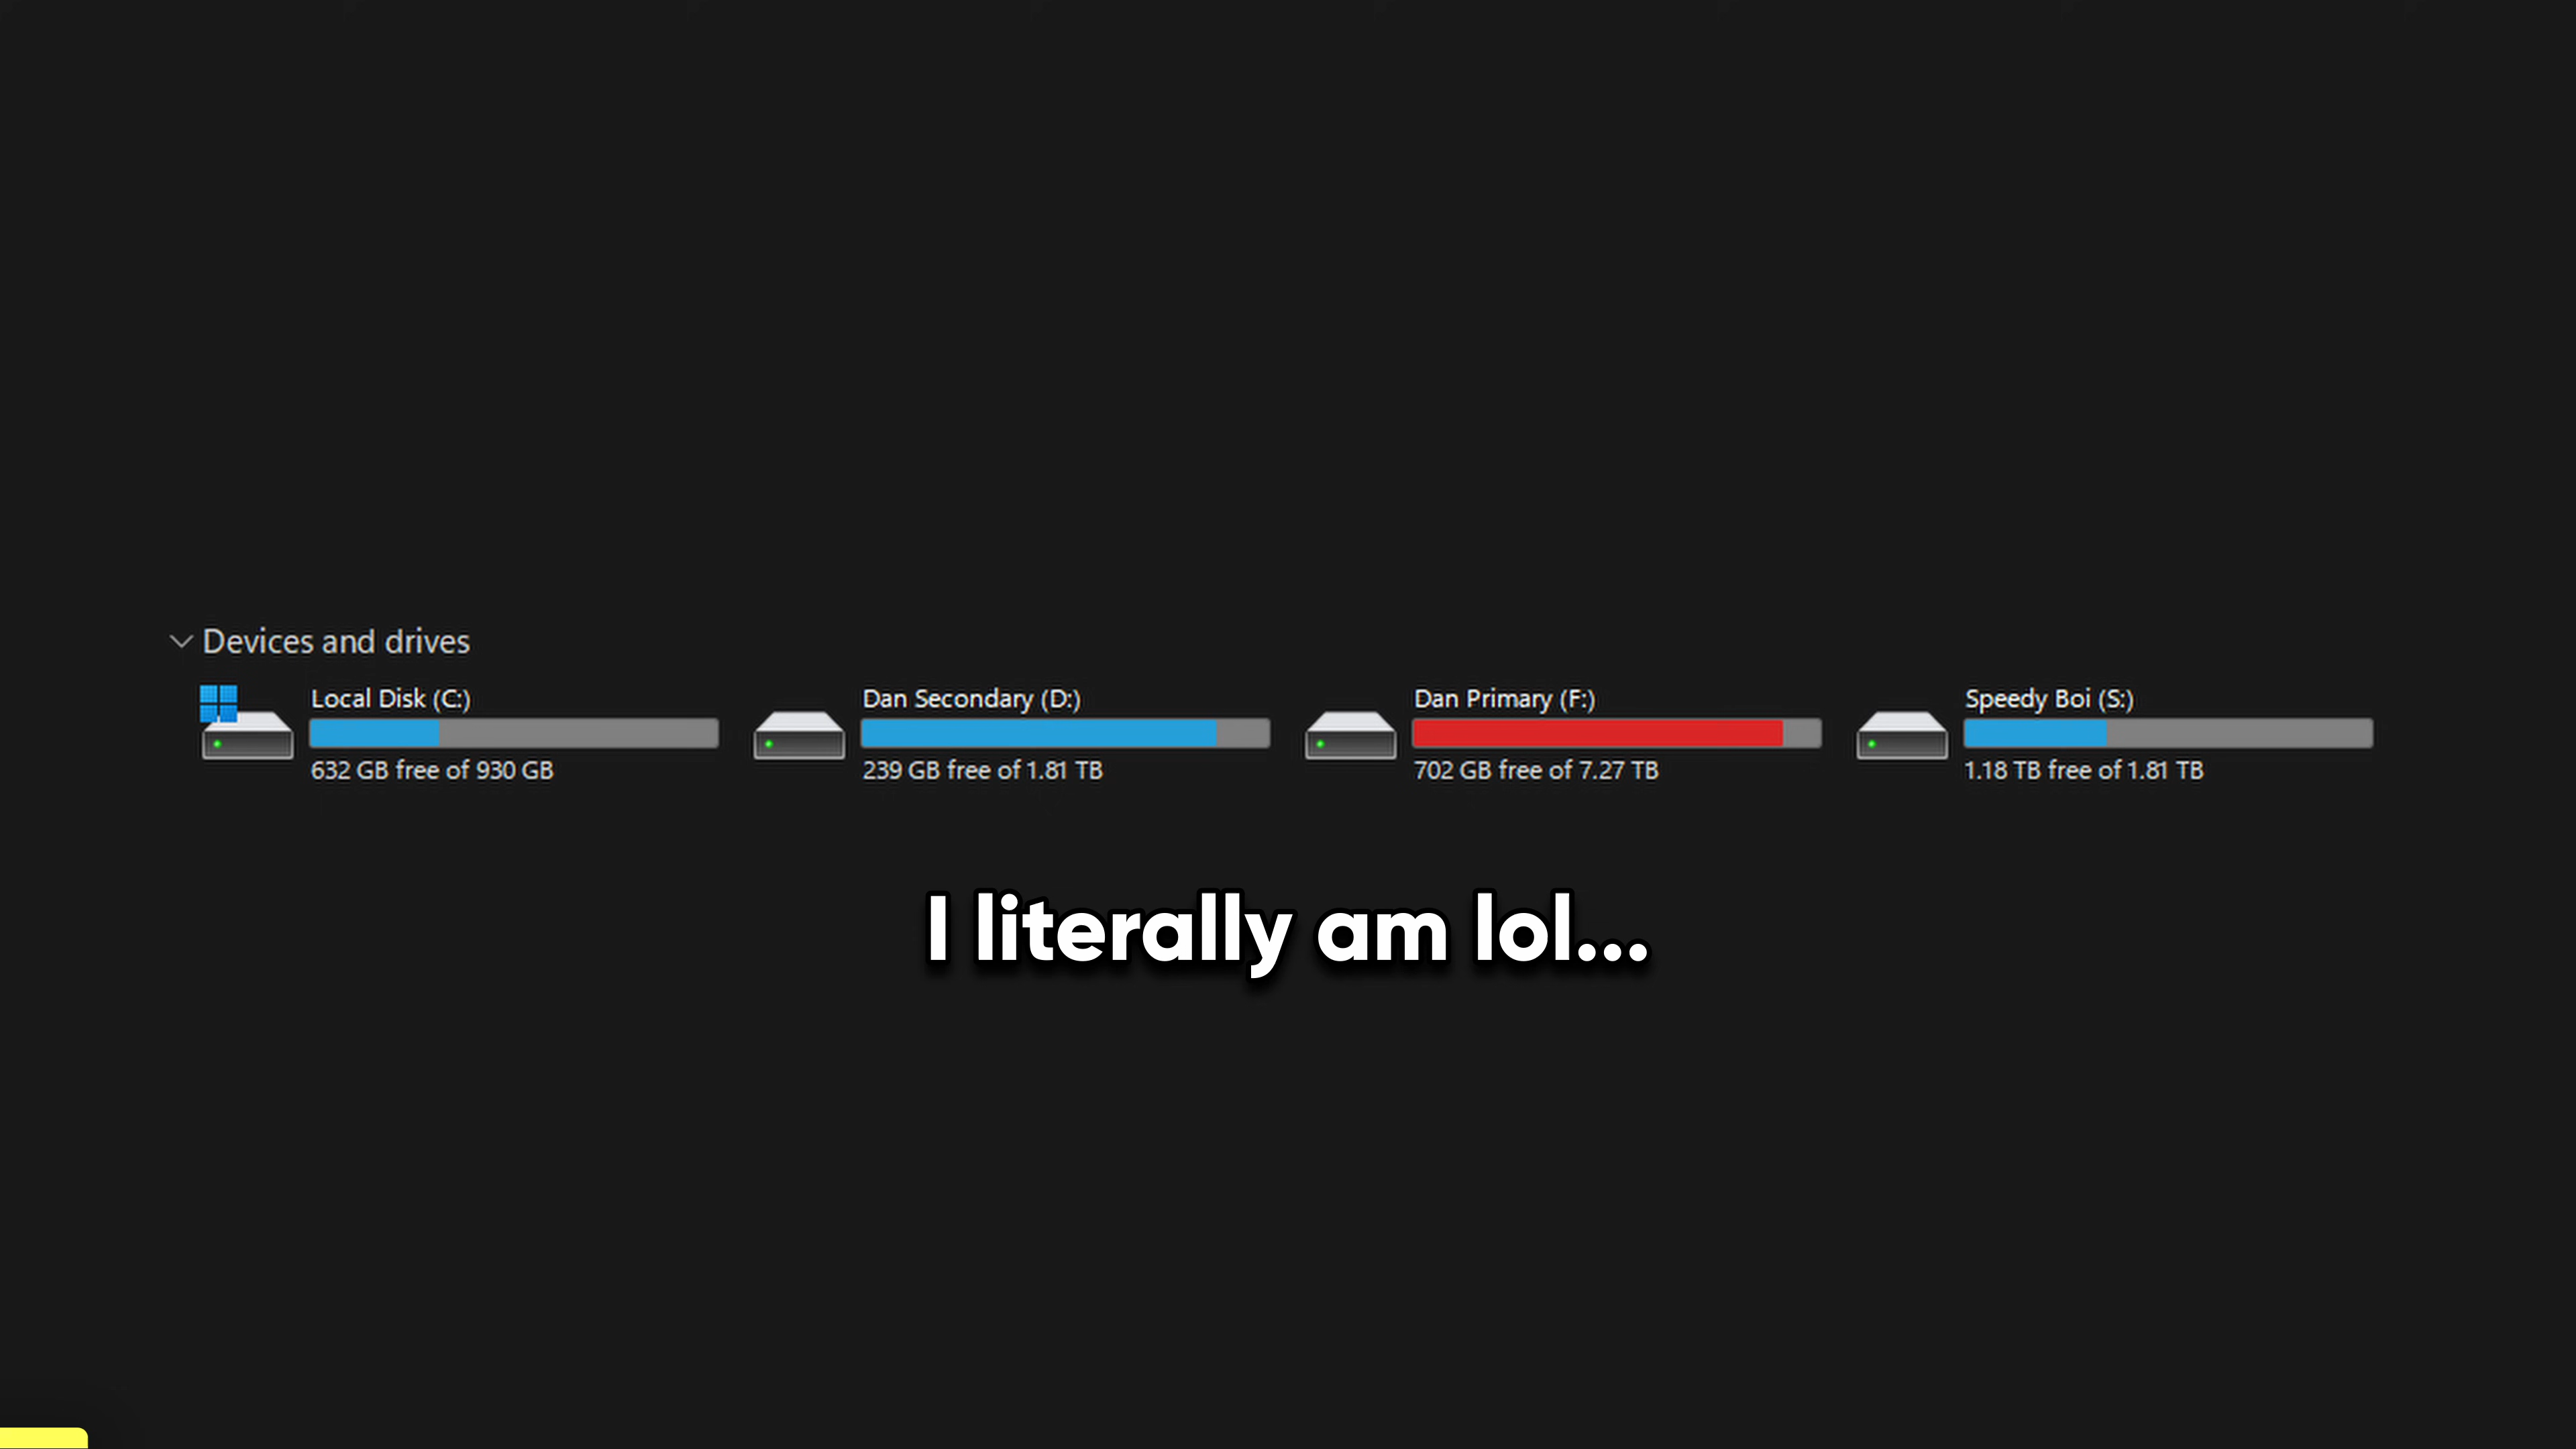 Devices and drives
Local Disk (C:)
632 GB free of 930 GB
Dan Secondary (D:)
239 GB free of 1.81 TB
Dan Primary (F:)
702 GB free of 7.27 TB
Speedy Boi (S:)
1.18 TB free of 1.81 TB
I literally am lol...